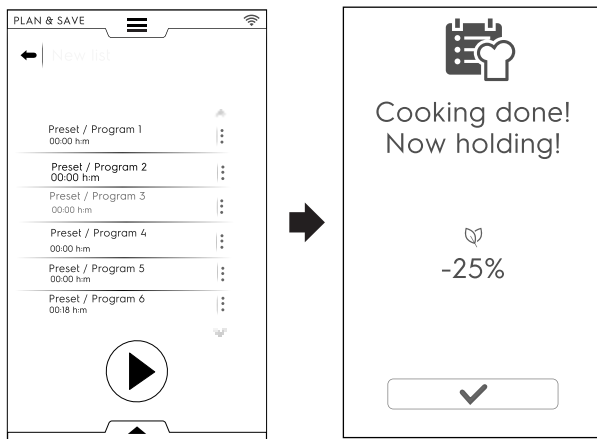 PLAN & SAVE
New list
Preset / Program 1
00:00 h:m
Preset / Program 2
00:00 h:m
Preset / Program 3
00:00 h:m
Preset / Program 4
00:00 h:m
Preset / Program 5
00:00 h:m
Preset / Program 6
00:18 h:m
Cooking done!
Now holding!
-25%